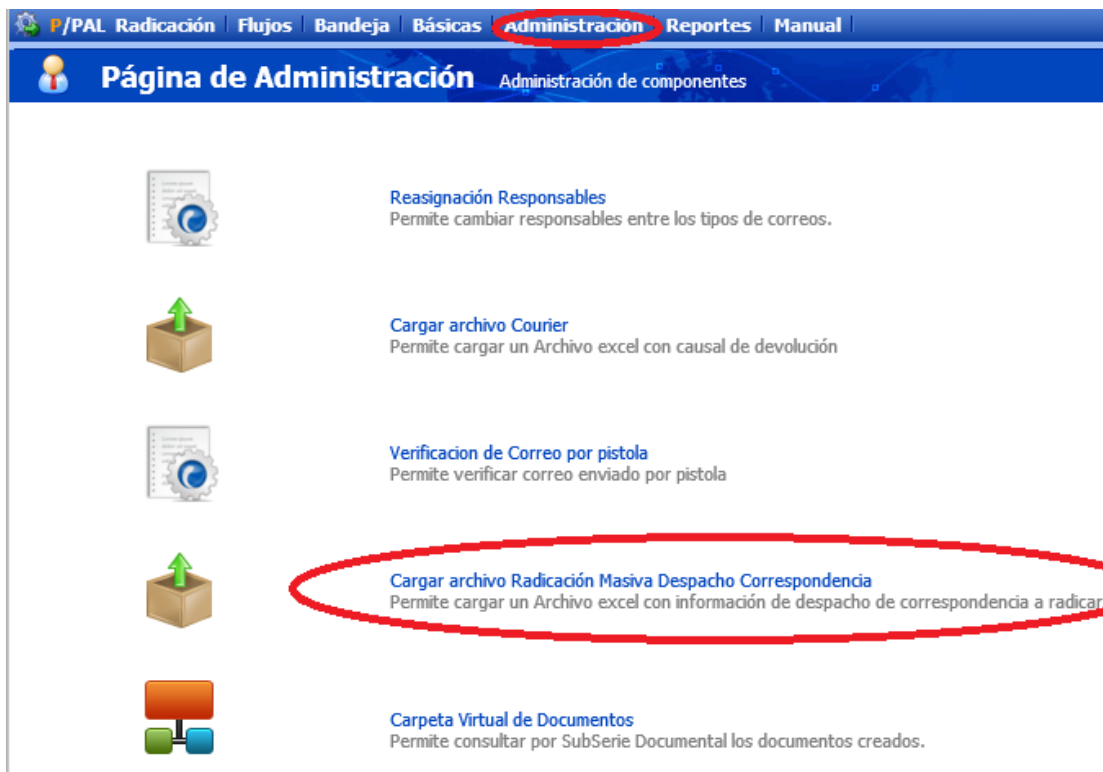 P/PAL Radicación Flujos Bandeja Básicas Administración Reportes Manual
Página de Administración Administración de componentes
Reasignación Responsables
Permite cambiar responsables entre los tipos de correos.
Cargar archivo Courier
Permite cargar un Archivo excel con causal de devolución
Verificacion de Correo por pistola
Permite verificar correo enviado por pistola
Cargar archivo Radicación Masiva Despacho Correspondencia
Permite cargar un Archivo excel con información de despacho de correspondencia a radicar
Carpeta Virtual de Documentos
Permite consultar por SubSerie Documental los documentos creados.